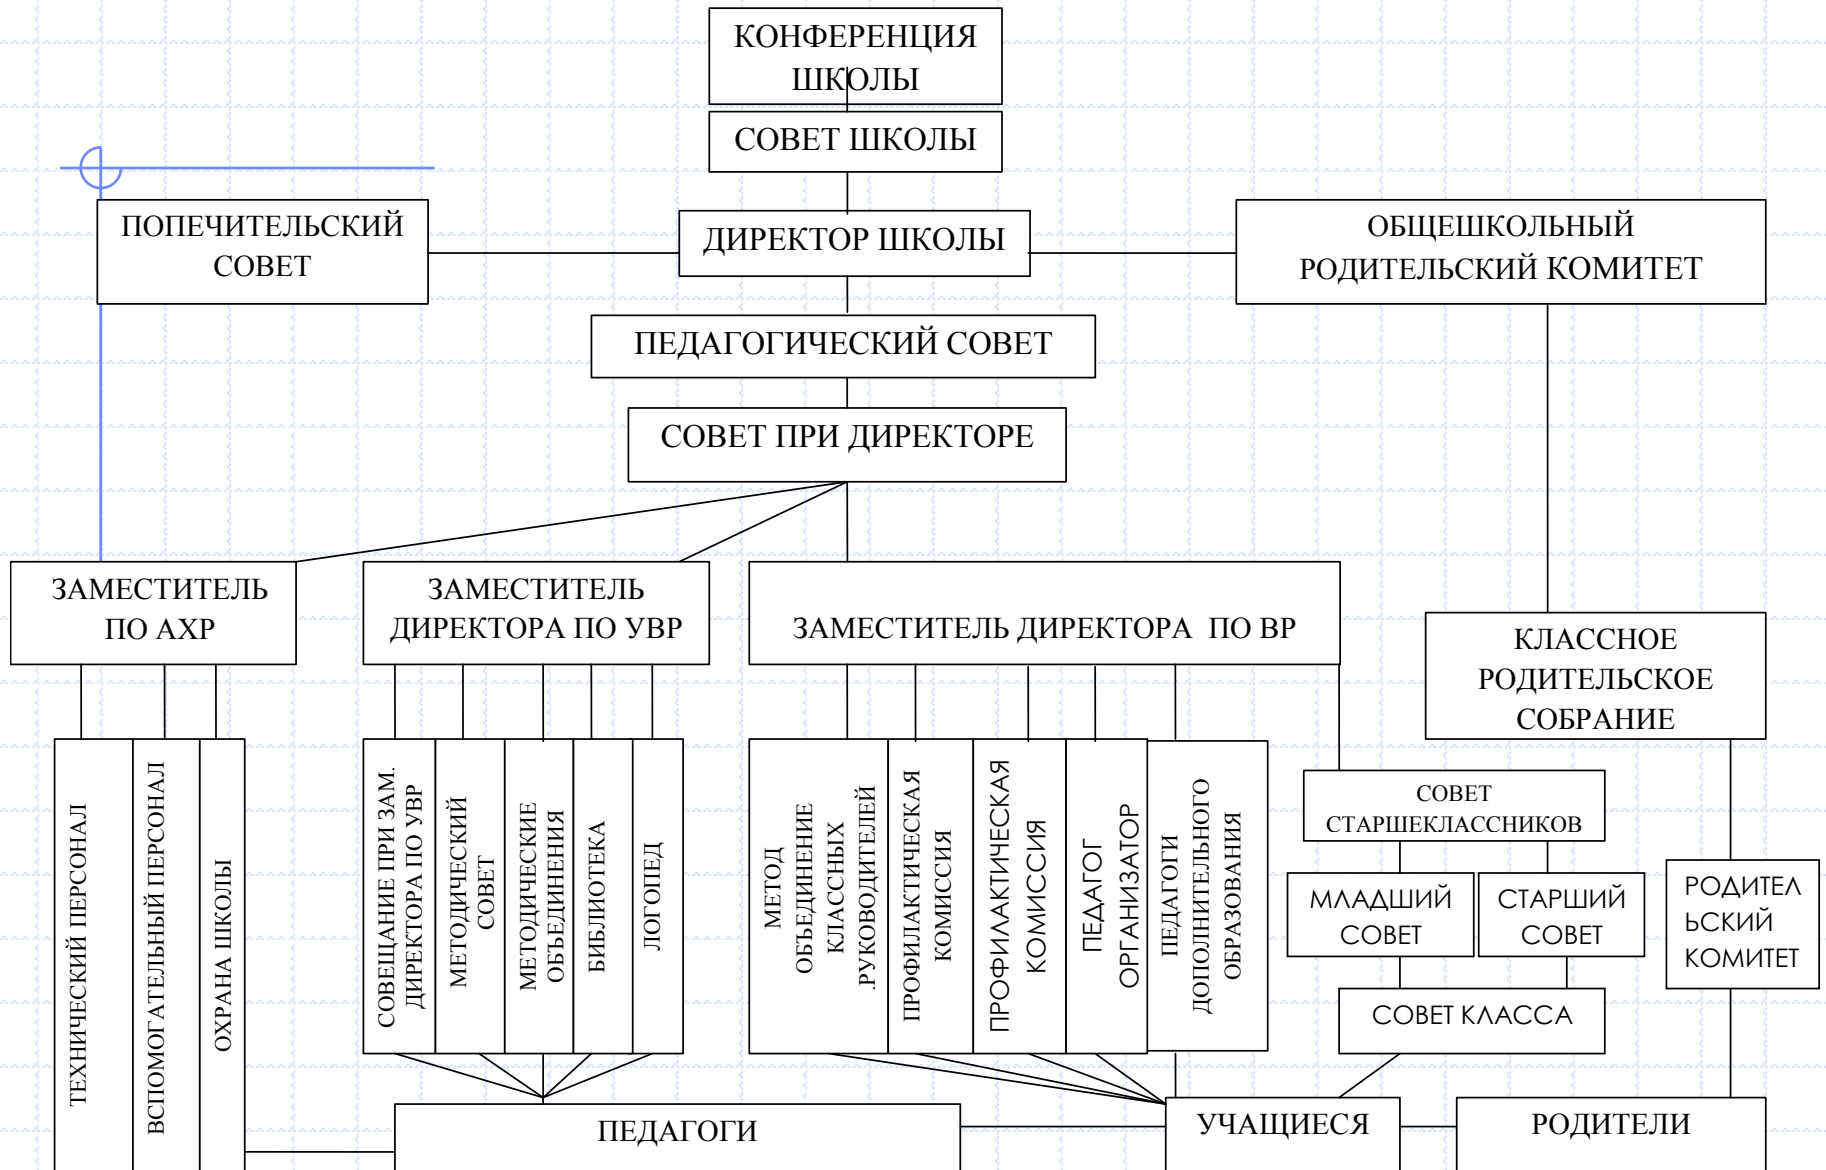 КОНФЕРЕНЦИЯ
ШКОЛЫ
СОВЕТ ШКОЛЫ
ПОПЕЧИТЕЛЬСКИЙ
СОВЕТ
ДИРЕКТОР ШКОЛЫ
ОБЩЕШКОЛЬНЫЙ
РОДИТЕЛЬСКИЙ КОМИТЕТ
ПЕДАГОГИЧЕСКИЙ СОВЕТ
СОВЕТ ПРИ ДИРЕКТОРЕ
ЗАМЕСТИТЕЛЬ
ПО АХР
ЗАМЕСТИТЕЛЬ
ДИРЕКТОРА ПО УВР
ЗАМЕСТИТЕЛЬ ДИРЕКТОРА ПО ВР
КЛАССНОЕ
РОДИТЕЛЬСКОЕ
СОБРАНИЕ
ТЕХНИЧЕСКИЙ ПЕРСОНАЛ
ВСПОМОГАТЕЛЬНЫЙ ПЕРСОНАЛ
ОХРАНА ШКОЛЫ
СОВЕЩАНИЕ ПРИ ЗАМ.
ДИРЕКТОРА ПО УВР
МЕТОДИЧЕСКИЙ
СОВЕТ
МЕТОДИЧЕСКИЕ
ОБЪЕДИНЕНИЯ
БИБЛИОТЕКА
ЛОГОПЕД
МЕТОД
ОБЪЕДИНЕНИЕ
КЛАССНЫХ
.РУКОВОДИТЕЛЕЙ
ПРОФИЛАКТИЧЕСКАЯ
КОМИССИЯ
ПРОФИЛАКТИЧЕСКАЯ
КОМИССИЯ
ПЕДАГОГ
ОРГАНИЗАТОР
ПЕДАГОГИ
ДОПОЛНИТЕЛЬНОГО
ОБРАЗОВАНИЯ
СОВЕТ
СТАРШЕКЛАССНИКОВ
МЛАДШИЙ
СОВЕТ
СТАРШИЙ
СОВЕТ
РОДИТЕЛ
ЬСКИЙ
КОМИТЕТ
СОВЕТ КЛАССА
ПЕДАГОГИ
УЧАЩИЕСЯ
РОДИТЕЛИ